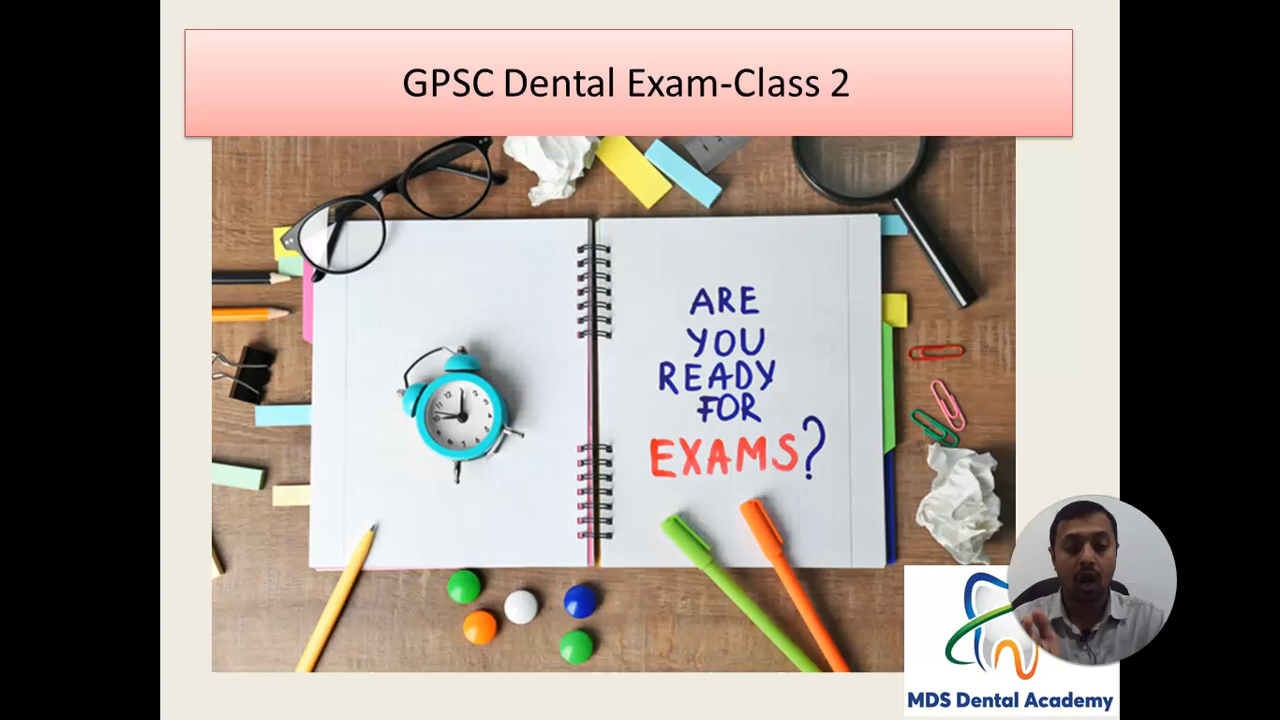 GPSC Dental Exam-Class 2
ARE
YOU
READY
FOR
EXAMS?
MDS Dental Academy